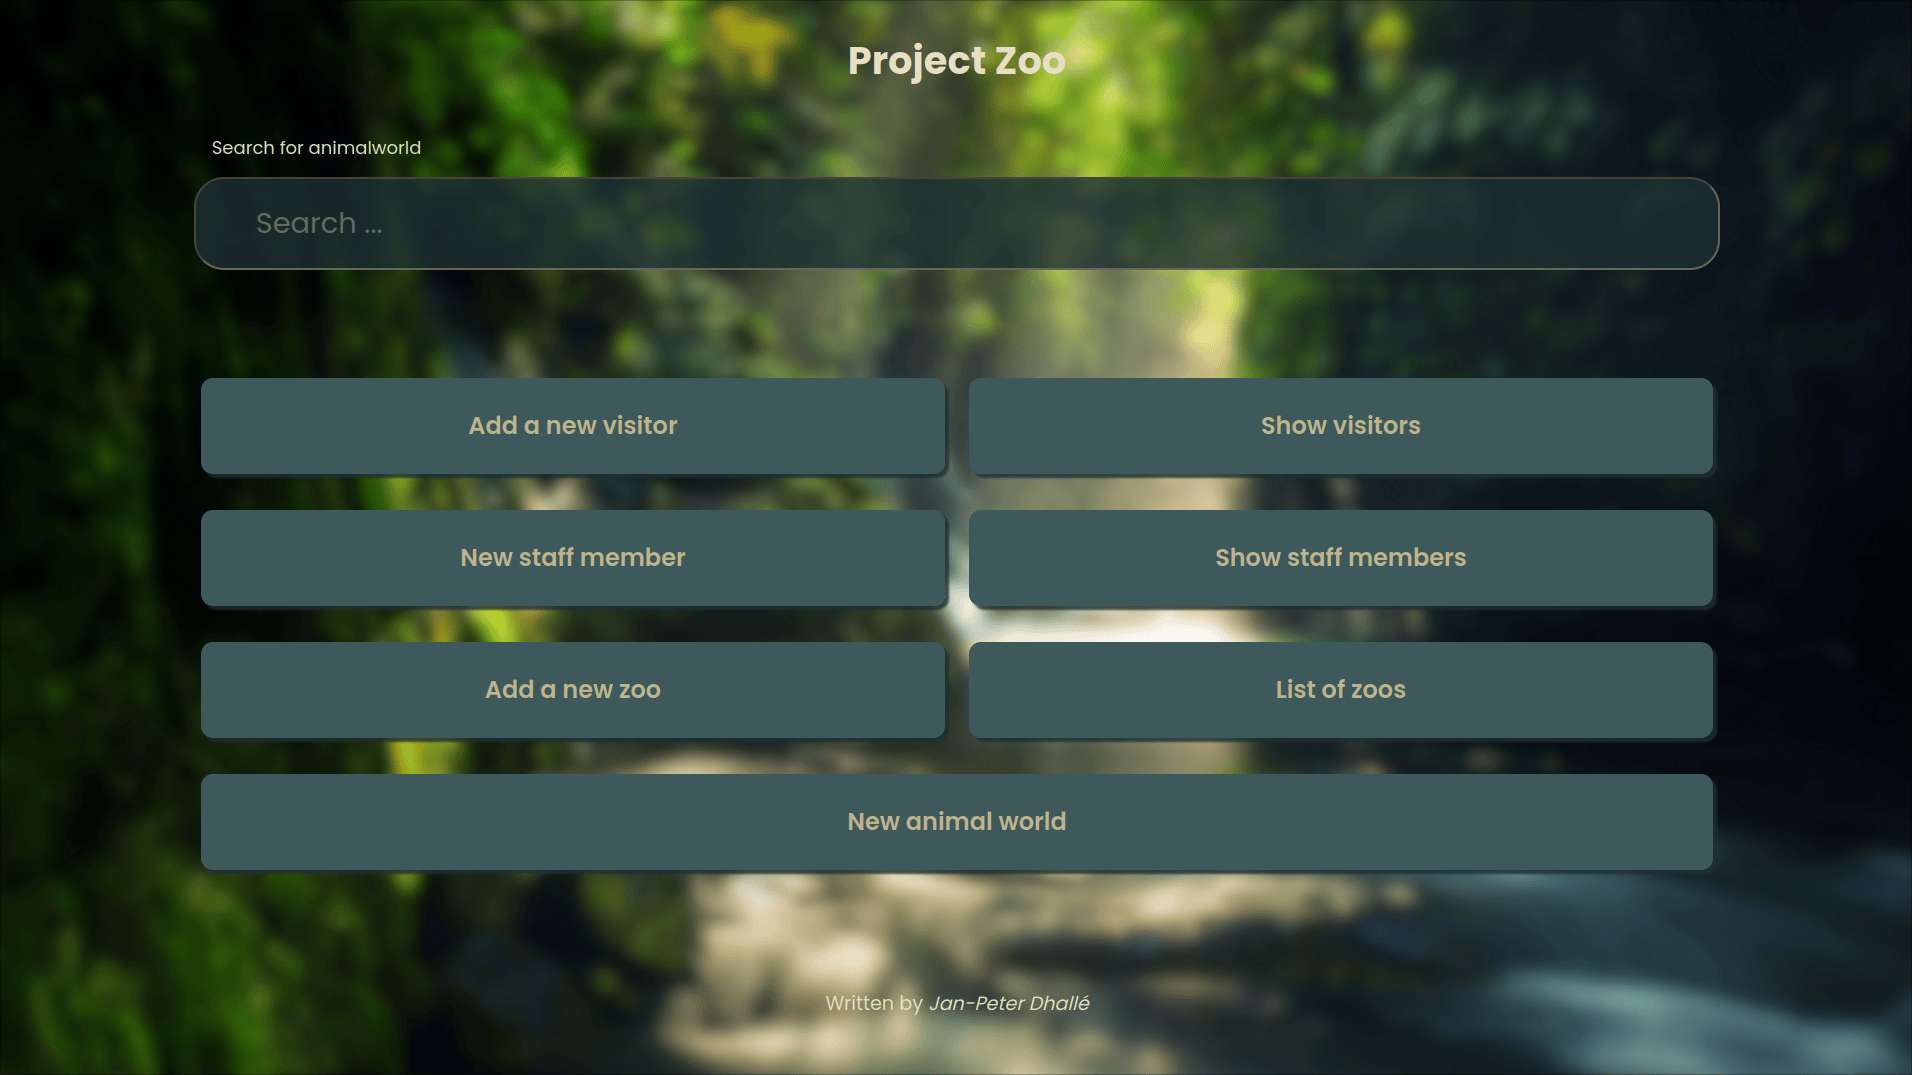 Project Zoo
Search for animalworld
Search ...
Add a new visitor
Show visitors
New staff member
Show staff members
Add a new zoo
List of zoos
New animal world
Written by Jan-Peter Dhallé